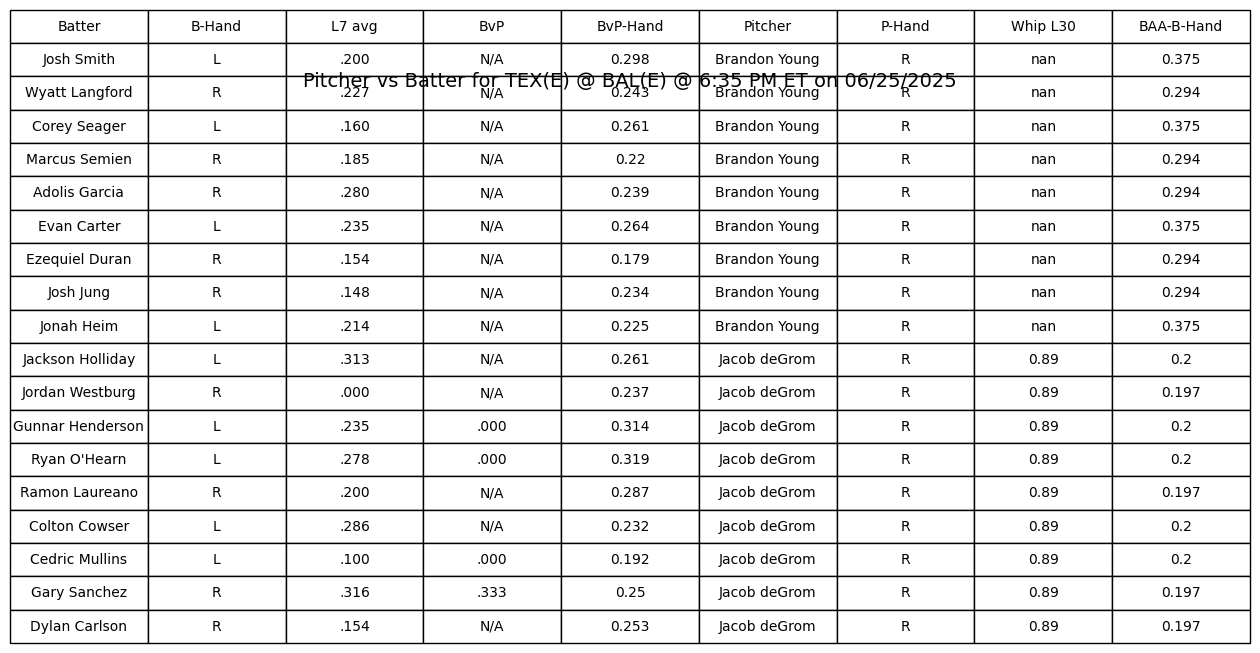 Batter B-Hand L7 avg BvP BvP-Hand Pitcher P-Hand Whip L30 BAA-B-Hand
Josh Smith L .200 N/A 0.298 Brandon Young R nan 0.375
Pitcher vs Batter for TEX(E) @ BAL(E) @ 6:35 PM ET on 06/25/2025
Wyatt Langford R .227 N/A 0.243 Brandon Young R nan 0.294
Corey Seager L .160 N/A 0.261 Brandon Young R nan 0.375
Marcus Semien R .185 N/A 0.22 Brandon Young R nan 0.294
Adolis Garcia R .280 N/A 0.239 Brandon Young R nan 0.294
Evan Carter L .235 N/A 0.264 Brandon Young R nan 0.375
Ezequiel Duran R .154 N/A 0.179 Brandon Young R nan 0.294
Josh Jung R .148 N/A 0.234 Brandon Young R nan 0.294
Jonah Heim L .214 N/A 0.225 Brandon Young R nan 0.375
Jackson Holliday L .313 N/A 0.261 Jacob deGrom R 0.89 0.2
Jordan Westburg R .000 N/A 0.237 Jacob deGrom R 0.89 0.197
Gunnar Henderson L .235 .000 0.314 Jacob deGrom R 0.89 0.2
Ryan O'Hearn L .278 .000 0.319 Jacob deGrom R 0.89 0.2
Ramon Laureano R .200 N/A 0.287 Jacob deGrom R 0.89 0.197
Colton Cowser L .286 N/A 0.232 Jacob deGrom R 0.89 0.2
Cedric Mullins L .100 .000 0.192 Jacob deGrom R 0.89 0.2
Gary Sanchez R .316 .333 0.25 Jacob deGrom R 0.89 0.197
Dylan Carlson R .154 N/A 0.253 Jacob deGrom R 0.89 0.197